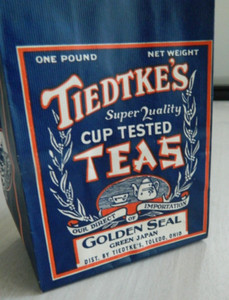 ONE POUND NET WEIGHT
TIEDTKE'S
Super Quality
CUP TESTED
TEAS
OUR DIRECT IMPORTATION
OF
GOLDEN SEAL
GREEN JAPAN
DIST. BY TIEDTKE'S, TOLEDO, OHIO